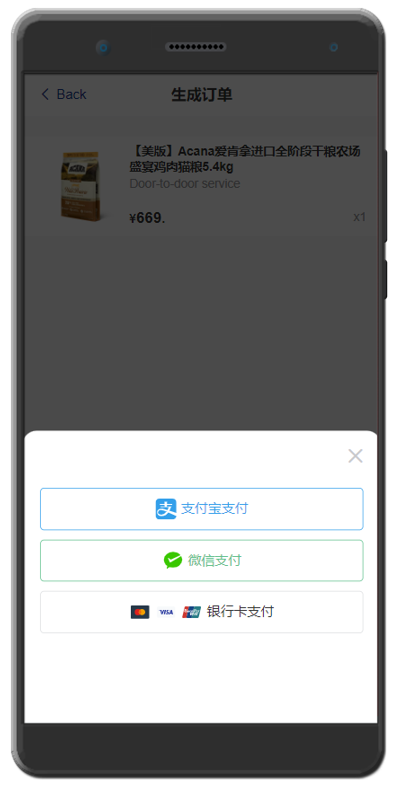 Back
生成订单
【美版】Acana爱肯拿进口全阶段干粮农场
盛宴鸡肉猫粮5.4kg
Door-to-door service
¥669.
x1
支付宝支付
微信支付
VISA 银行卡支付